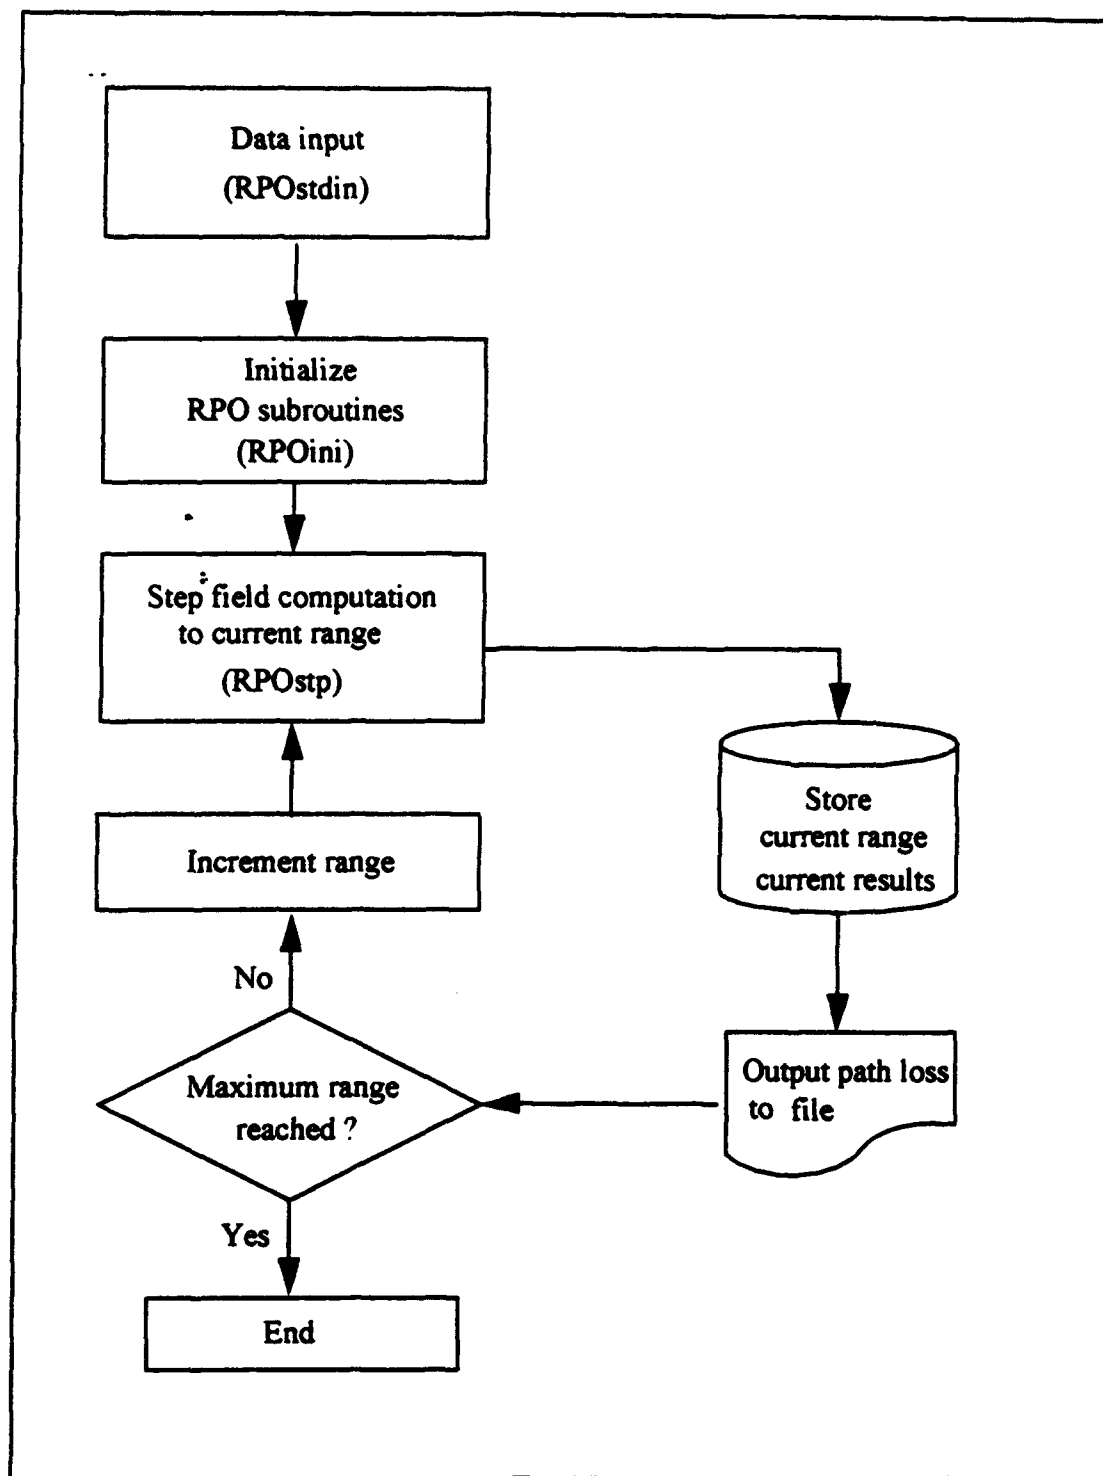 Data input
(RPOstdin)
Initialize
RPO subroutines
(RPOini)
Step field computation
to current range
(RPOstp)
Store
current range
current results
Increment range
No
Output path loss
to file
Maximum range
reached ?
Yes
End